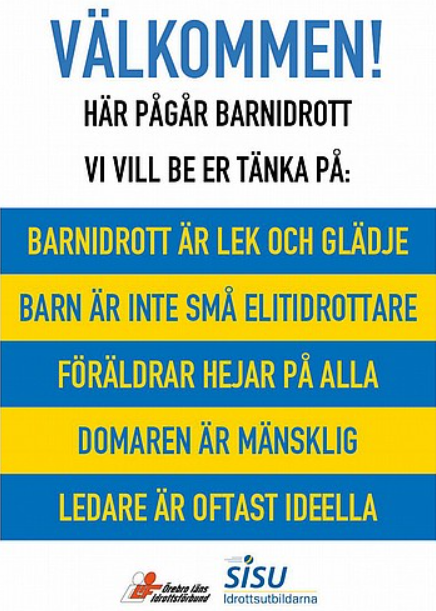 VÄLKOMMEN!
HÄR PÅGÅR BARNIDROTT
VI VILL BE ER TÄNKA PÅ:
BARNIDROTT ÄR LEK OCH GLÄDJE
BARN ÄR INTE SMÅ ELITIDROTTARE
FÖRÄLDRAR HEJAR PÅ ALLA
DOMAREN ÄR MÄNSKLIG
LEDARE ÄR OFTAST IDEELLA
Örebro läns
Idrottsförbund
SISU
Idrottsutbildarna